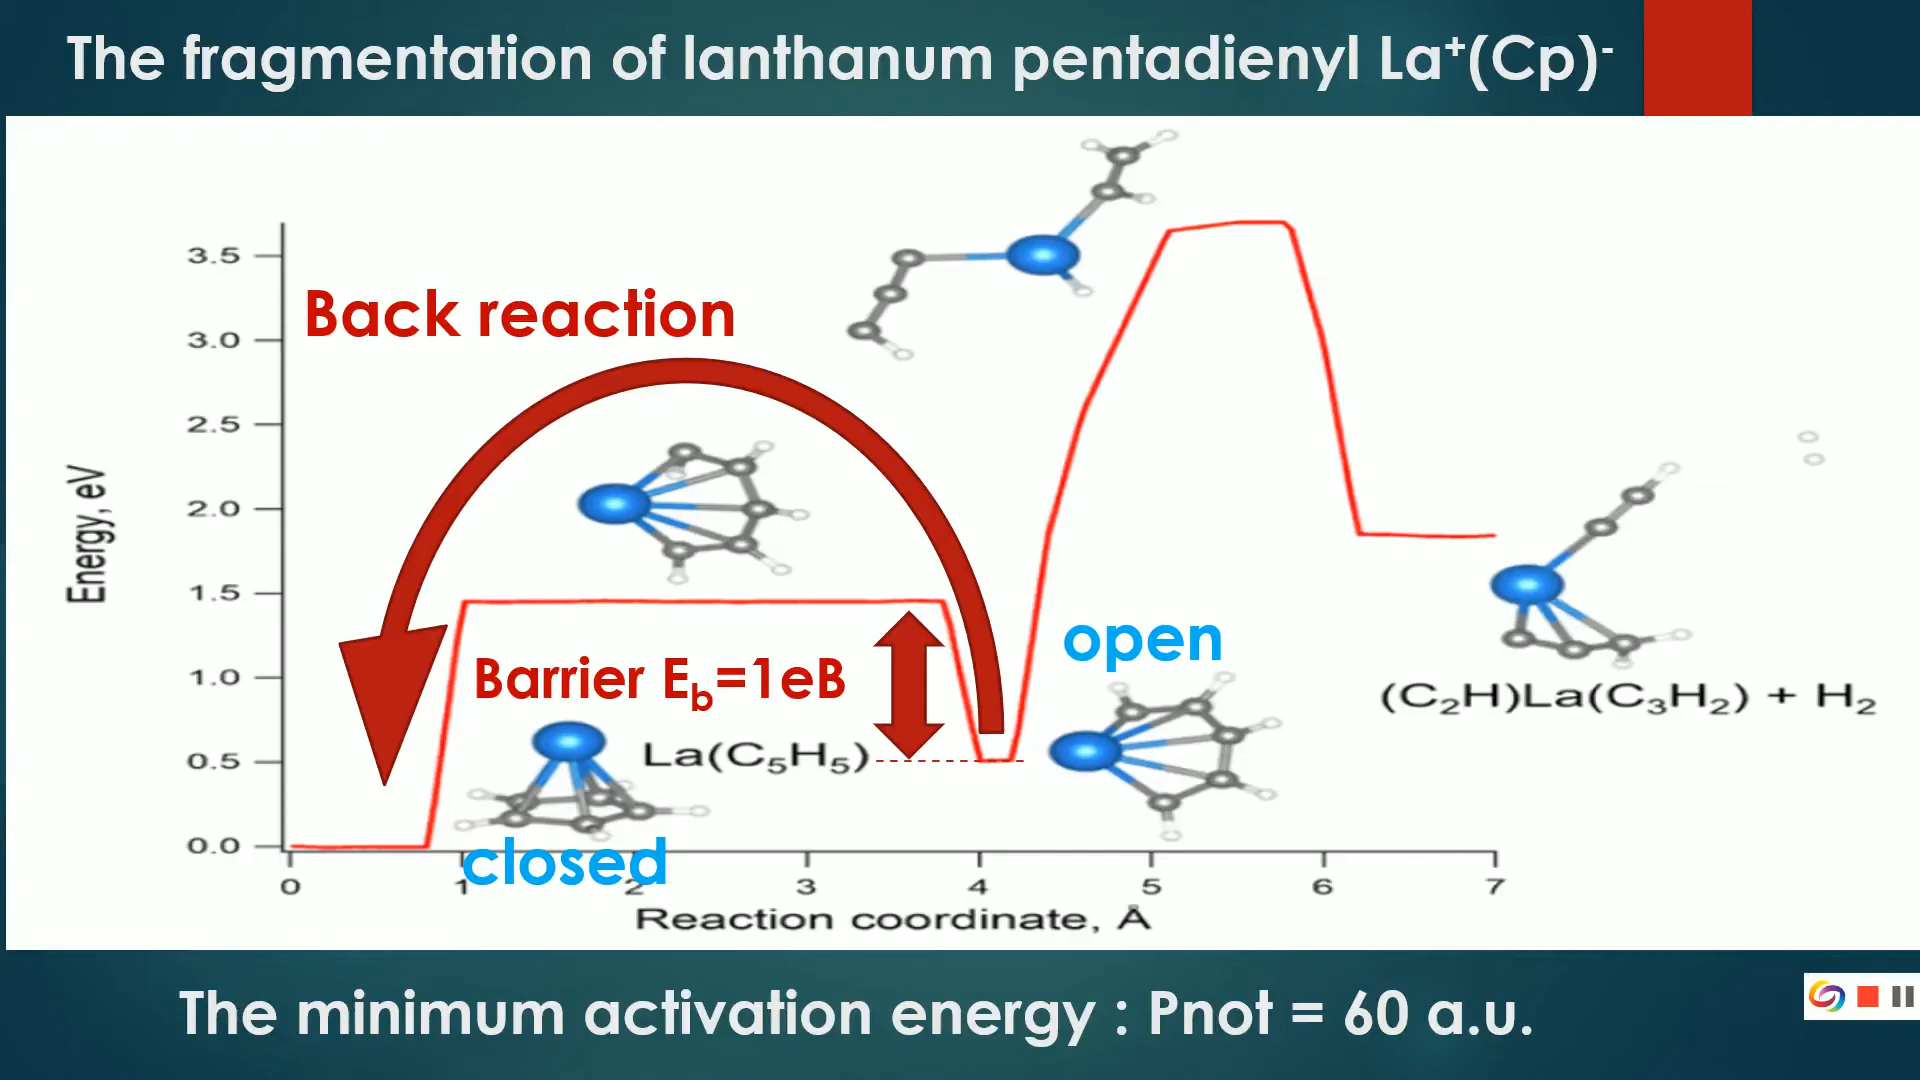 The fragmentation of lanthanum pentadienyl La⁺(Cp)⁻
3.5
Back reaction
3.0
2.5
2.0
Energy, eV
1.5
open
Barrier E_b=1eB
1.0
(C₂H)La(C₃H₂) + H₂
La(C₅H₅)
0.5
0.0
closed
0 1 2 3 4 5 6 7
Reaction coordinate, Å
The minimum activation energy : Pnot = 60 a.u.